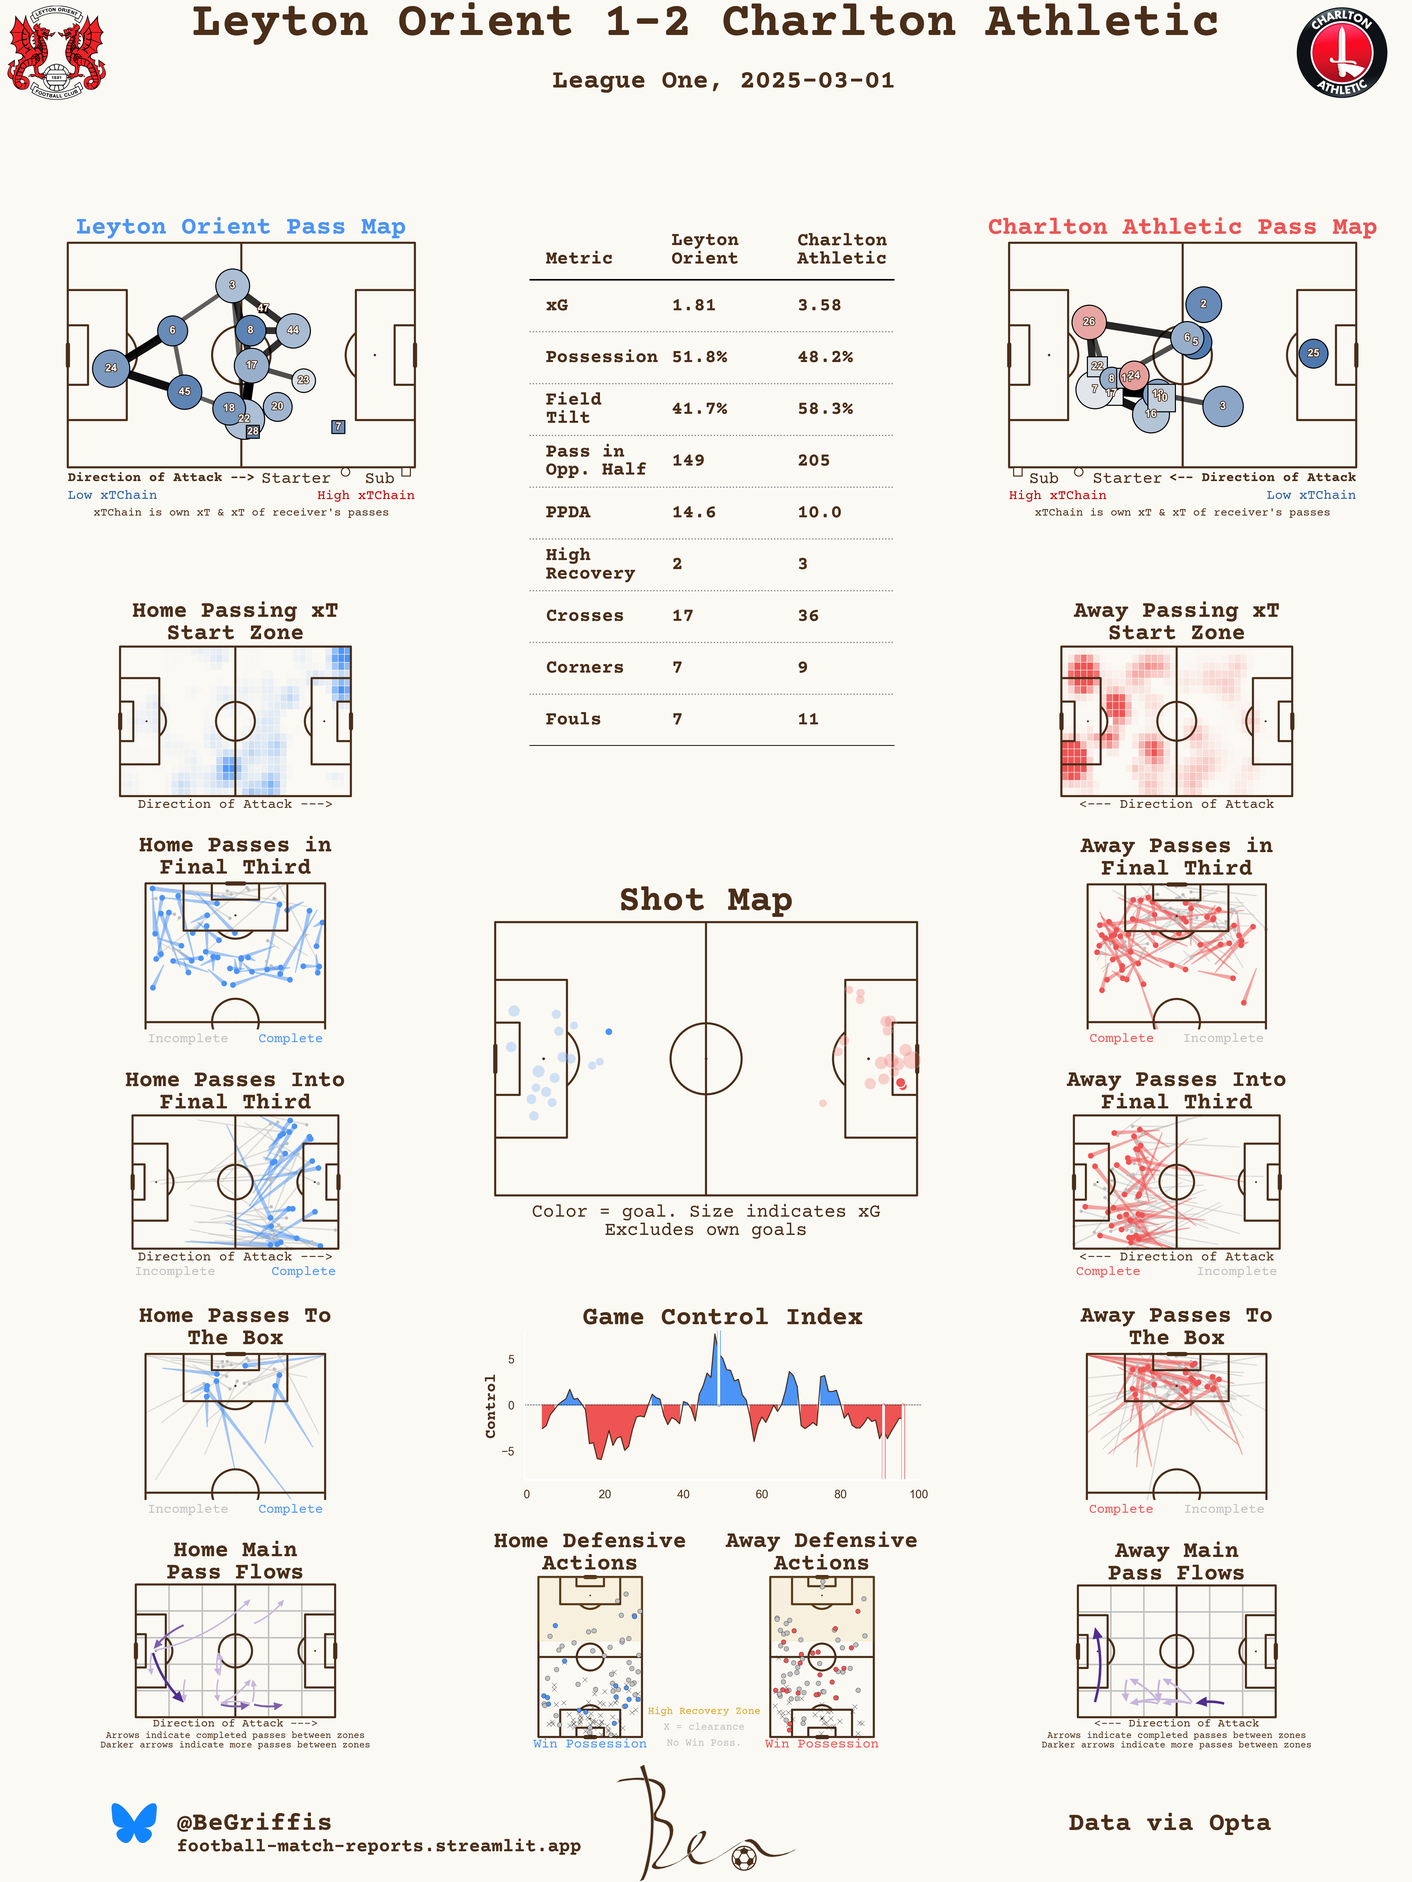 Leyton Orient 1-2 Charlton Athletic
League One, 2025-03-01
LEYTON ORIENT
1881
FOOTBALL CLUB
CHARLTON
ATHLETIC
Leyton Orient Pass Map
3
47
6
8
44
24
17
23
45
18
20
22
28
7
Direction of Attack --> Starter Sub
Low xTChain High xTChain
xTChain is own xT & xT of receiver's passes
Metric Leyton Orient Charlton Athletic
xG 1.81 3.58
Possession 51.8% 48.2%
Field Tilt 41.7% 58.3%
Pass in Opp. Half 149 205
PPDA 14.6 10.0
High Recovery 2 3
Crosses 17 36
Corners 7 9
Fouls 7 11
Charlton Athletic Pass Map
2
26
6
5
25
22
8
24
7
17
10
16
3
Sub Starter <-- Direction of Attack
High xTChain Low xTChain
xTChain is own xT & xT of receiver's passes
Home Passing xT
Start Zone
Direction of Attack --->
Away Passing xT
Start Zone
<--- Direction of Attack
Home Passes in
Final Third
Incomplete Complete
Away Passes in
Final Third
Complete Incomplete
Shot Map
Color = goal. Size indicates xG
Excludes own goals
Home Passes Into
Final Third
Direction of Attack --->
Incomplete Complete
Away Passes Into
Final Third
<--- Direction of Attack
Complete Incomplete
Home Passes To
The Box
Incomplete Complete
Game Control Index
Control
5
0
−5
0 20 40 60 80 100
Away Passes To
The Box
Complete Incomplete
Home Main
Pass Flows
Direction of Attack --->
Arrows indicate completed passes between zones
Darker arrows indicate more passes between zones
Home Defensive
Actions
Win Possession
High Recovery Zone
X = clearance
No Win Poss.
Away Defensive
Actions
Win Possession
Away Main
Pass Flows
<--- Direction of Attack
Arrows indicate completed passes between zones
Darker arrows indicate more passes between zones
@BeGriffis
football-match-reports.streamlit.app
Ben
Data via Opta